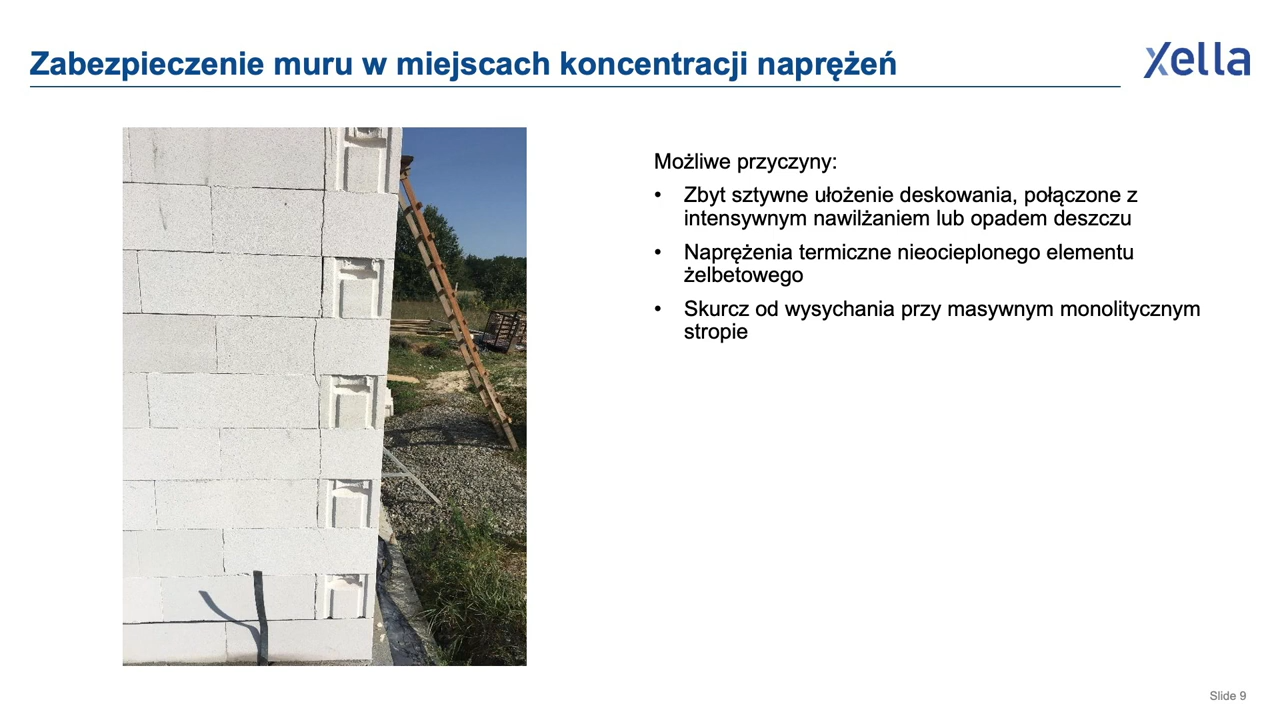 Zabezpieczenie muru w miejscach koncentracji naprężeń
xella
Możliwe przyczyny:
• Zbyt sztywne ułożenie deskowania, połączone z
intensywnym nawilżaniem lub opadem deszczu
• Naprężenia termiczne nieocieplonego elementu
żelbetowego
• Skurcz od wysychania przy masywnym monolitycznym
stropie
Slide 9